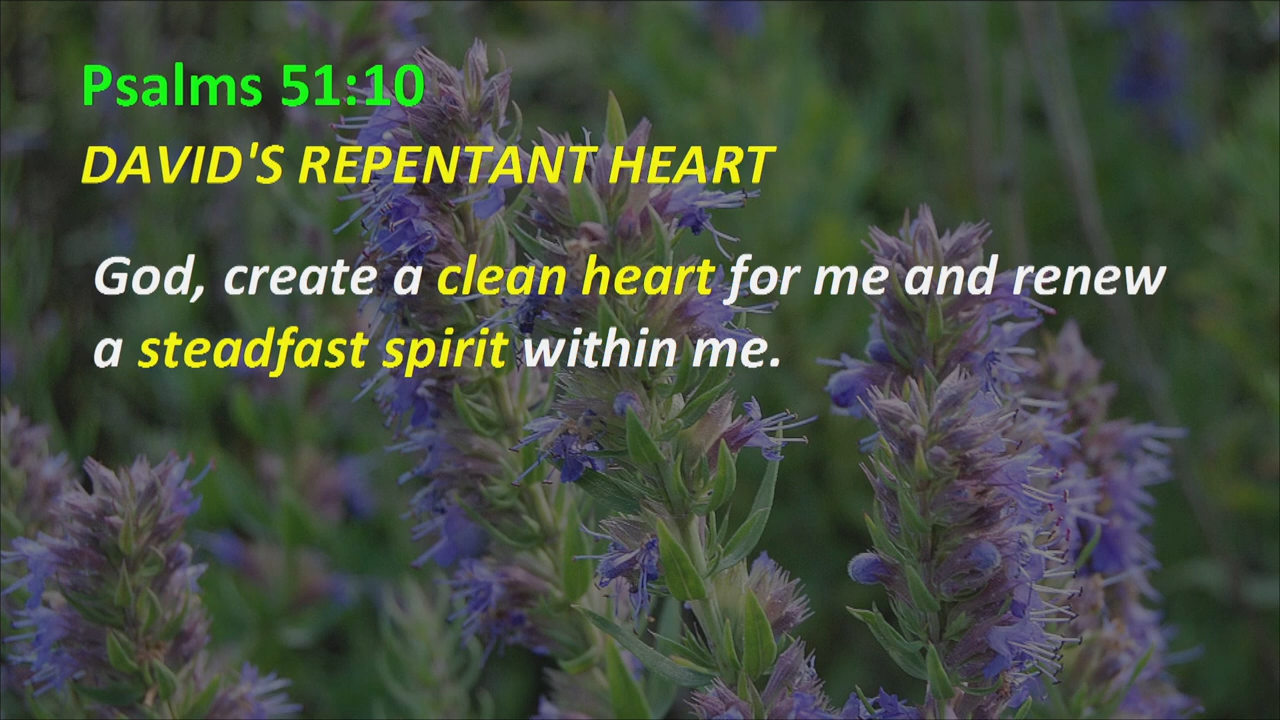 Psalms 51:10
DAVID'S REPENTANT HEART
God, create a clean heart for me and renew
a steadfast spirit within me.